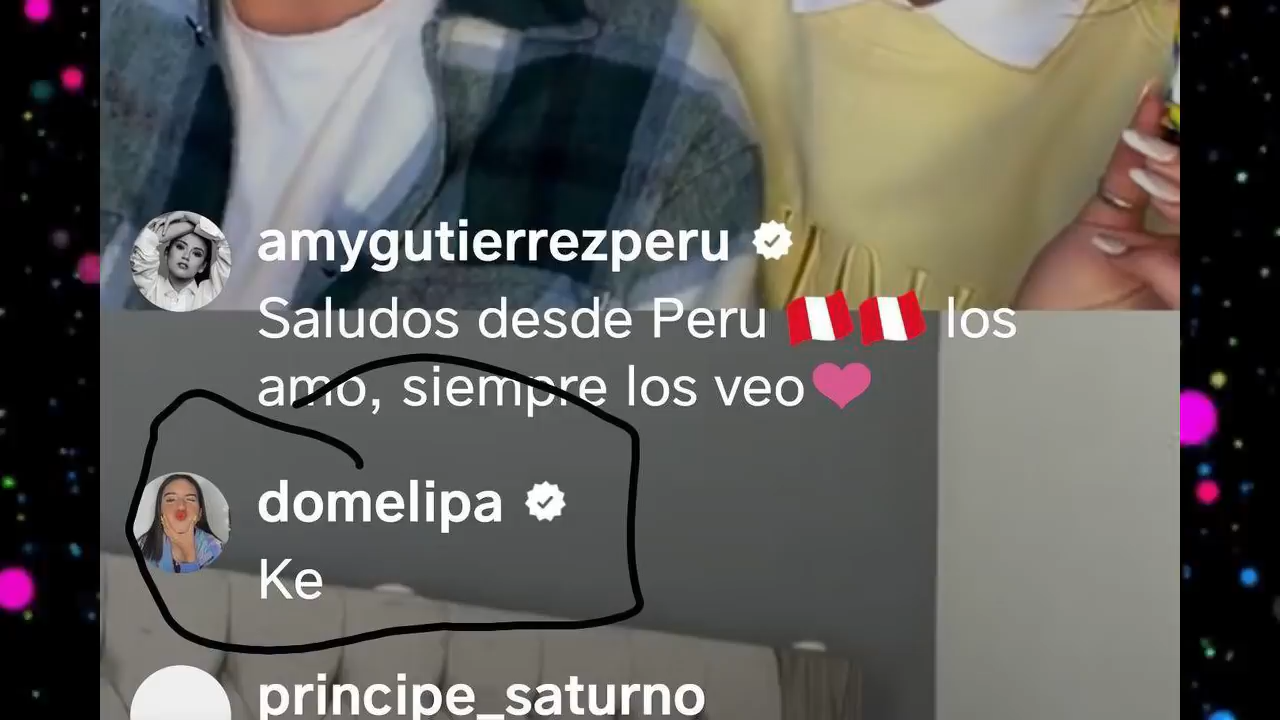 amygutierrezperu
Saludos desde Peru 🇵🇪🇵🇪 los
amo, siempre los veo🩷
domelipa
Ke
principe_saturno